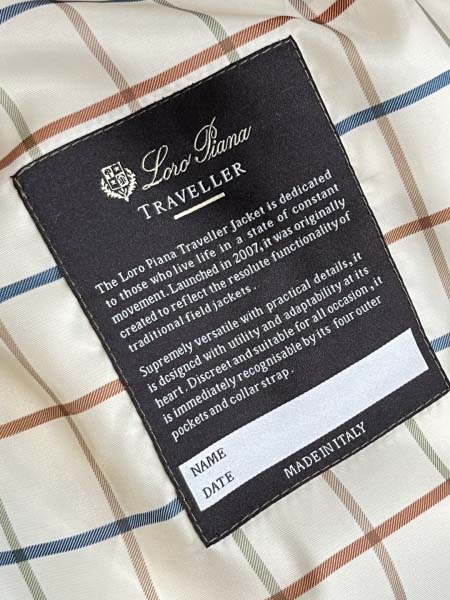 Loro Piana
TRAVELLER
The Loro Piana Traveller Jacket is dedicated
to those who live life in a state of constant
movement. Launched in 2007, it was originally
created to reflect the resolute functionality of
traditional field jackets.
Supremely versatile with practical details, it
is designcd with utility and adaptability at its
heart. Discreet and suitable for all occasion, it
is immediately recognisable by its four outer
pockets and collar strap.
NAME
DATE
MADE IN ITALY